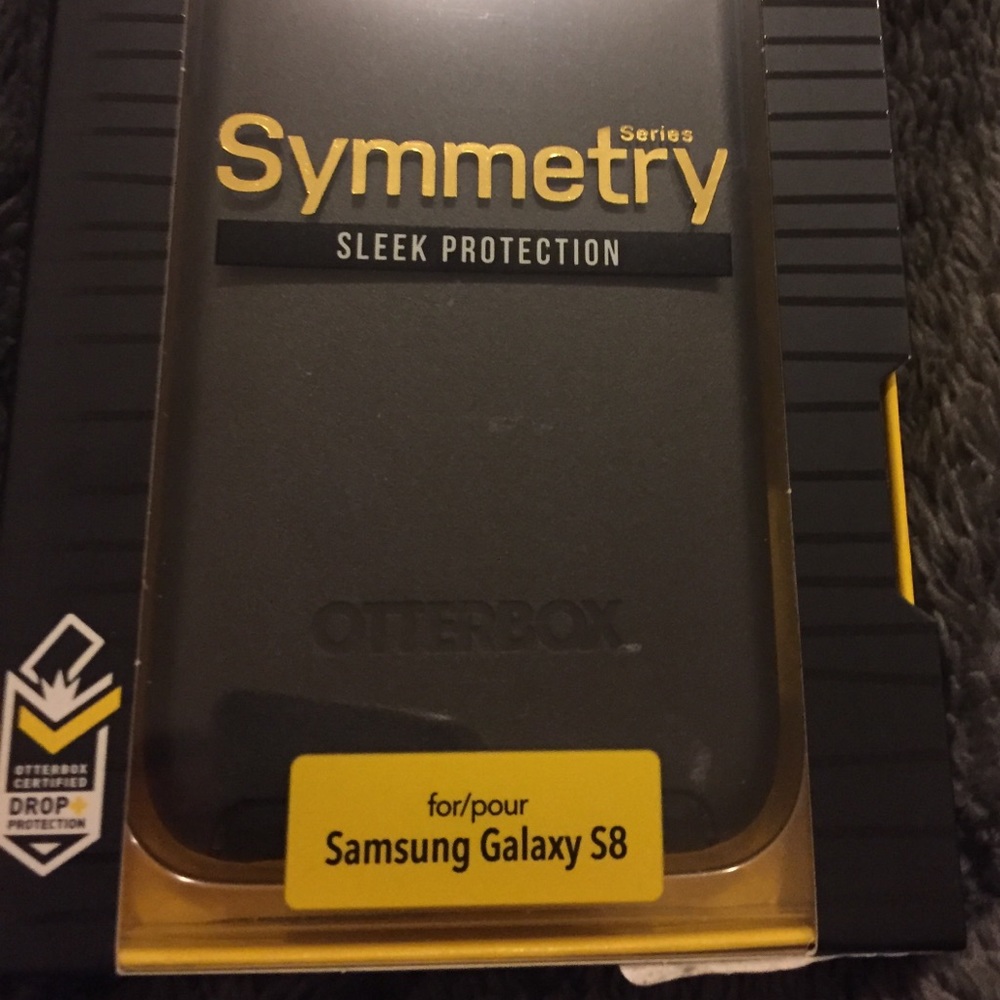 Series
Symmetry
SLEEK PROTECTION
OTTERBOX
for/pour
Samsung Galaxy S8
OTTERBOX
CERTIFIED
DROP+
PROTECTION